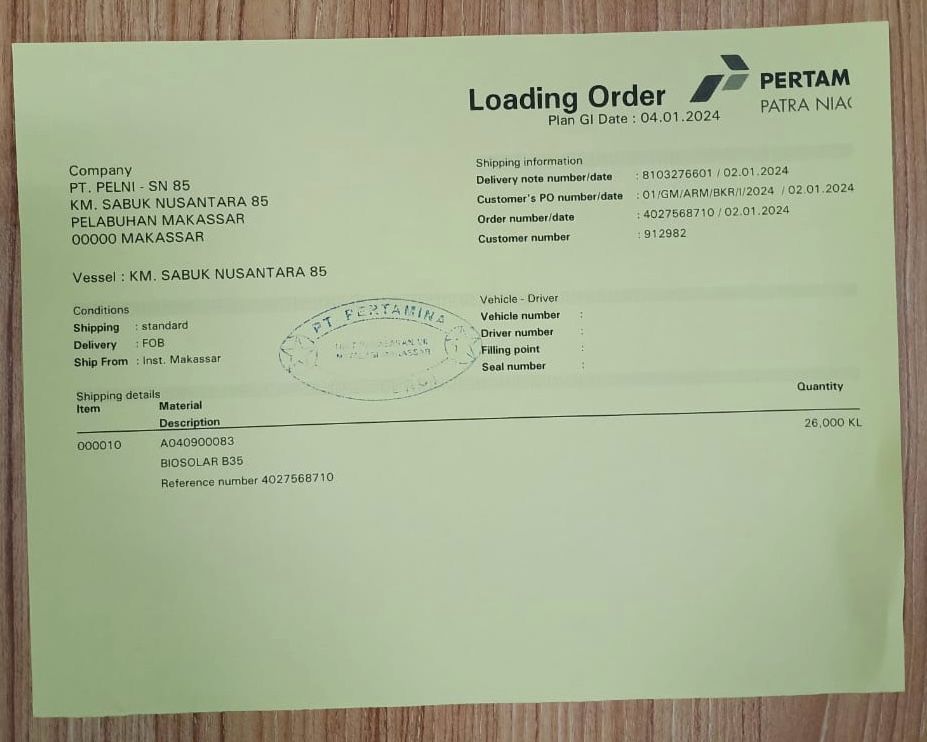 Loading Order
PERTAM
PATRA NIAG
Plan GI Date : 04.01.2024
Company
PT. PELNI - SN 85
KM. SABUK NUSANTARA 85
PELABUHAN MAKASSAR
00000 MAKASSAR
Shipping information
Delivery note number/date : 8103276601 / 02.01.2024
Customer's PO number/date : 01/GM/ARM/BKR/I/2024 / 02.01.2024
Order number/date : 4027568710 / 02.01.2024
Customer number : 912982
Vessel : KM. SABUK NUSANTARA 85
Conditions
Shipping : standard
Delivery : FOB
Ship From : Inst. Makassar
PT PERTAMINA
Vehicle - Driver
Vehicle number :
Driver number :
Filling point :
Seal number :
Shipping details
Item Material Quantity
Description
000010 A040900083 26,000 KL
BIOSOLAR B35
Reference number 4027568710